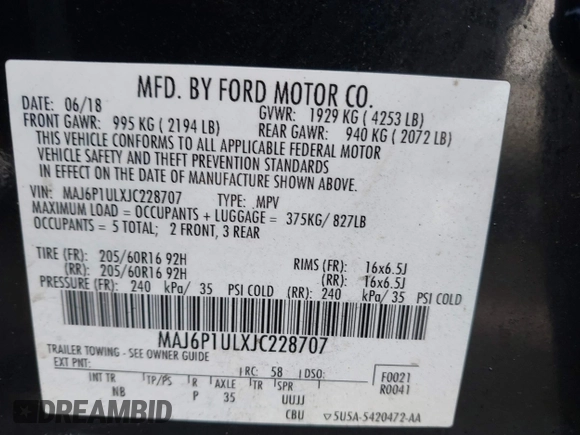 MFD. BY FORD MOTOR CO.
DATE: 06/18 GVWR: 1929 KG ( 4253 LB)
FRONT GAWR: 995 KG ( 2194 LB) REAR GAWR: 940 KG ( 2072 LB)
THIS VEHICLE CONFORMS TO ALL APPLICABLE FEDERAL MOTOR
VEHICLE SAFETY AND THEFT PREVENTION STANDARDS
IN EFFECT ON THE DATE OF MANUFACTURE SHOWN ABOVE.
VIN: MAJ6P1ULXJC228707 TYPE: MPV
MAXIMUM LOAD = OCCUPANTS + LUGGAGE = 375KG/ 827LB
OCCUPANTS = 5 TOTAL; 2 FRONT, 3 REAR
TIRE (FR): 205/60R16 92H RIMS (FR): 16x6.5J
(RR): 205/60R16 92H (RR): 16x6.5J
PRESSURE (FR): 240 kPa/ 35 PSI COLD (RR): 240 kPa/ 35 PSI COLD
MAJ6P1ULXJC228707
TRAILER TOWING - SEE OWNER GUIDE
EXT PNT: RC: 58 DSO: F0021
R0041
INT TR TP/PS R AXLE TR SPR
NB P 35 UUJJ
CBU ▽5U5A-5420472-AA
DREAMBID